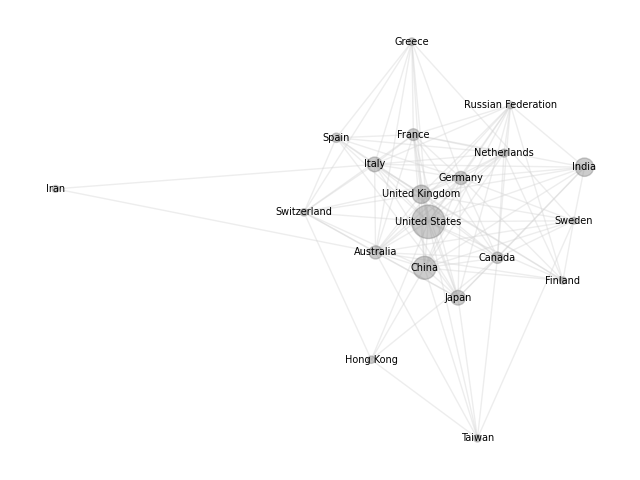 Greece
Russian Federation
Spain
France
Netherlands
Italy
India
Germany
Iran
United Kingdom
Switzerland
United States
Sweden
Australia
Canada
China
Finland
Japan
Hong Kong
Taiwan